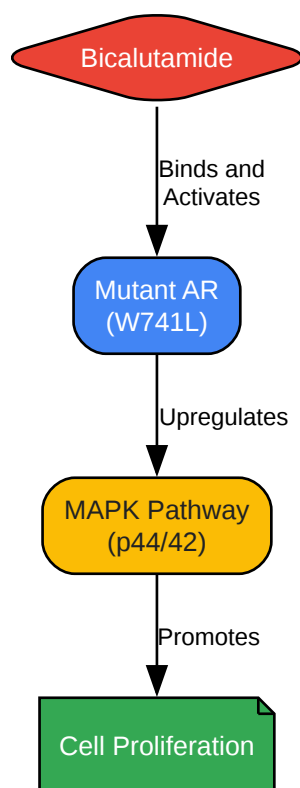 Bicalutamide
Binds and
Activates
Mutant AR
(W741L)
Upregulates
MAPK Pathway
(p44/42)
Promotes
Cell Proliferation